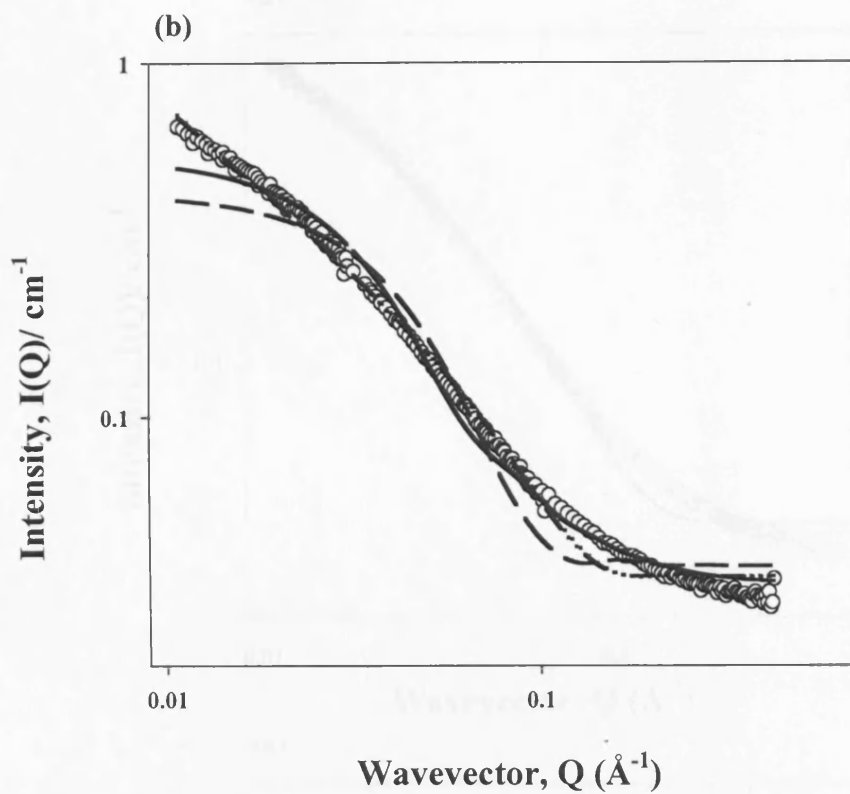 (b)
1
Intensity, I(Q)/ cm⁻¹
0.1
0.01
0.1
Wavevector, Q (Å⁻¹)